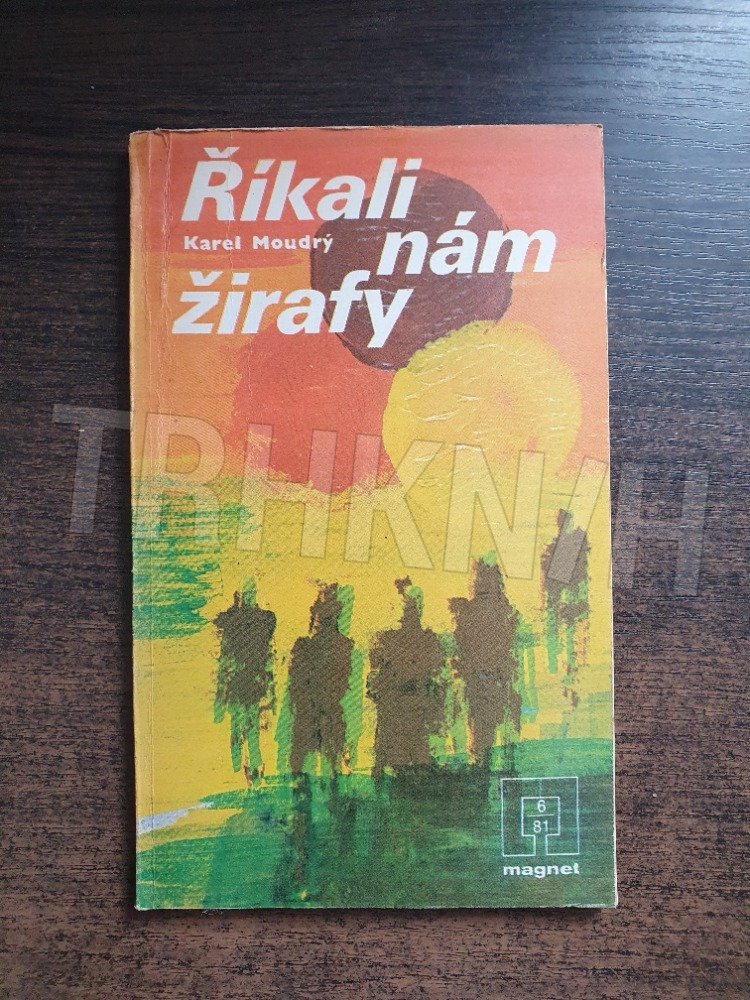 Říkali
Karel Moudrý nám
žirafy
TRHKNIH
6
81
magnet